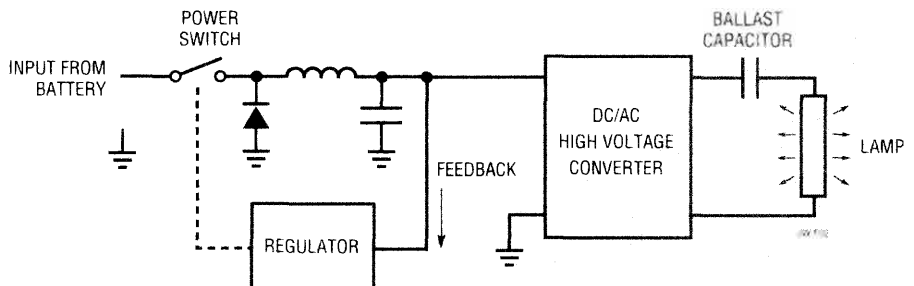 POWER
SWITCH
INPUT FROM
BATTERY
FEEDBACK
REGULATOR
DC/AC
HIGH VOLTAGE
CONVERTER
BALLAST
CAPACITOR
LAMP